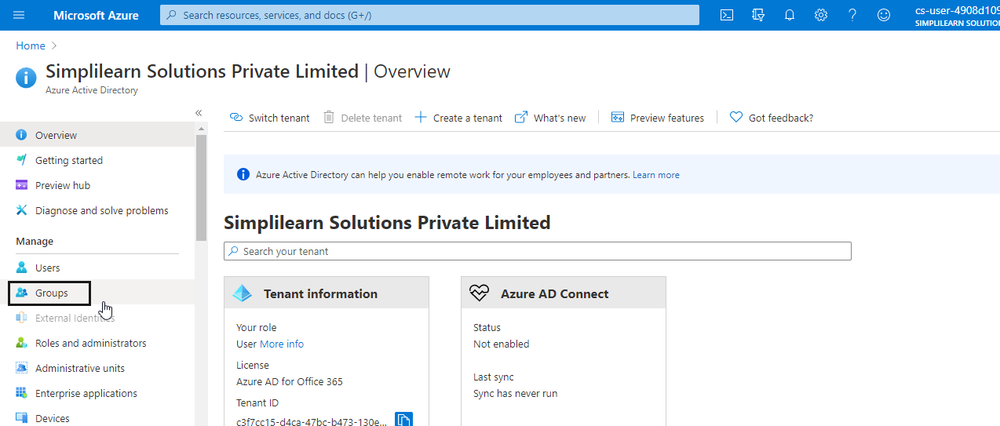 Microsoft Azure
Search resources, services, and docs (G+/)
cs-user-4908d109
SIMPLILEARN SOLUTION
Home
Simplilearn Solutions Private Limited | Overview
Azure Active Directory
Switch tenant
Delete tenant
Create a tenant
What's new
Preview features
Got feedback?
Overview
Getting started
Preview hub
Diagnose and solve problems
Manage
Users
Groups
External Identities
Roles and administrators
Administrative units
Enterprise applications
Devices
Azure Active Directory can help you enable remote work for your employees and partners. Learn more
Simplilearn Solutions Private Limited
Search your tenant
Tenant information
Your role
User More info
License
Azure AD for Office 365
Tenant ID
c3f7cc15-d4ca-47bc-b473-130e...
Azure AD Connect
Status
Not enabled
Last sync
Sync has never run